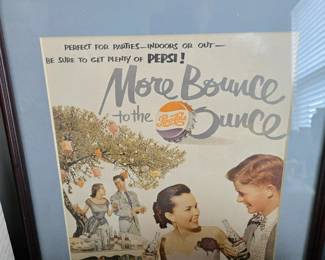 PERFECT FOR PARTIES—INDOORS OR OUT—
BE SURE TO GET PLENTY OF PEPSI!
More Bounce
to the Ounce
Pepsi-Cola